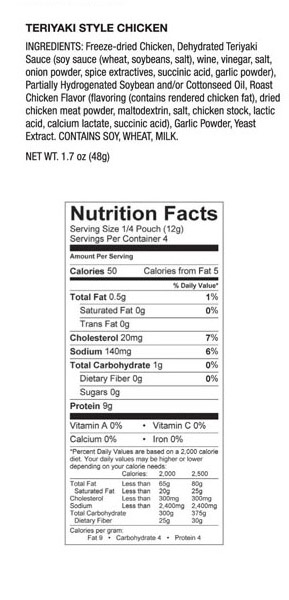 TERIYAKI STYLE CHICKEN
INGREDIENTS: Freeze-dried Chicken, Dehydrated Teriyaki
Sauce (soy sauce (wheat, soybeans, salt), wine, vinegar, salt,
onion powder, spice extractives, succinic acid, garlic powder),
Partially Hydrogenated Soybean and/or Cottonseed Oil, Roast
Chicken Flavor (flavoring (contains rendered chicken fat), dried
chicken meat powder, maltodextrin, salt, chicken stock, lactic
acid, calcium lactate, succinic acid), Garlic Powder, Yeast
Extract. CONTAINS SOY, WHEAT, MILK.
NET WT. 1.7 oz (48g)
Nutrition Facts
Serving Size 1/4 Pouch (12g)
Servings Per Container 4
Amount Per Serving
Calories 50 Calories from Fat 5
% Daily Value*
Total Fat 0.5g 1%
Saturated Fat 0g 0%
Trans Fat 0g
Cholesterol 20mg 7%
Sodium 140mg 6%
Total Carbohydrate 1g 0%
Dietary Fiber 0g 0%
Sugars 0g
Protein 9g
Vitamin A 0% • Vitamin C 0%
Calcium 0% • Iron 0%
*Percent Daily Values are based on a 2,000 calorie
diet. Your daily values may be higher or lower
depending on your calorie needs:
Calories: 2,000 2,500
Total Fat Less than 65g 80g
Saturated Fat Less than 20g 25g
Cholesterol Less than 300mg 300mg
Sodium Less than 2,400mg 2,400mg
Total Carbohydrate 300g 375g
Dietary Fiber 25g 30g
Calories per gram:
Fat 9 • Carbohydrate 4 • Protein 4